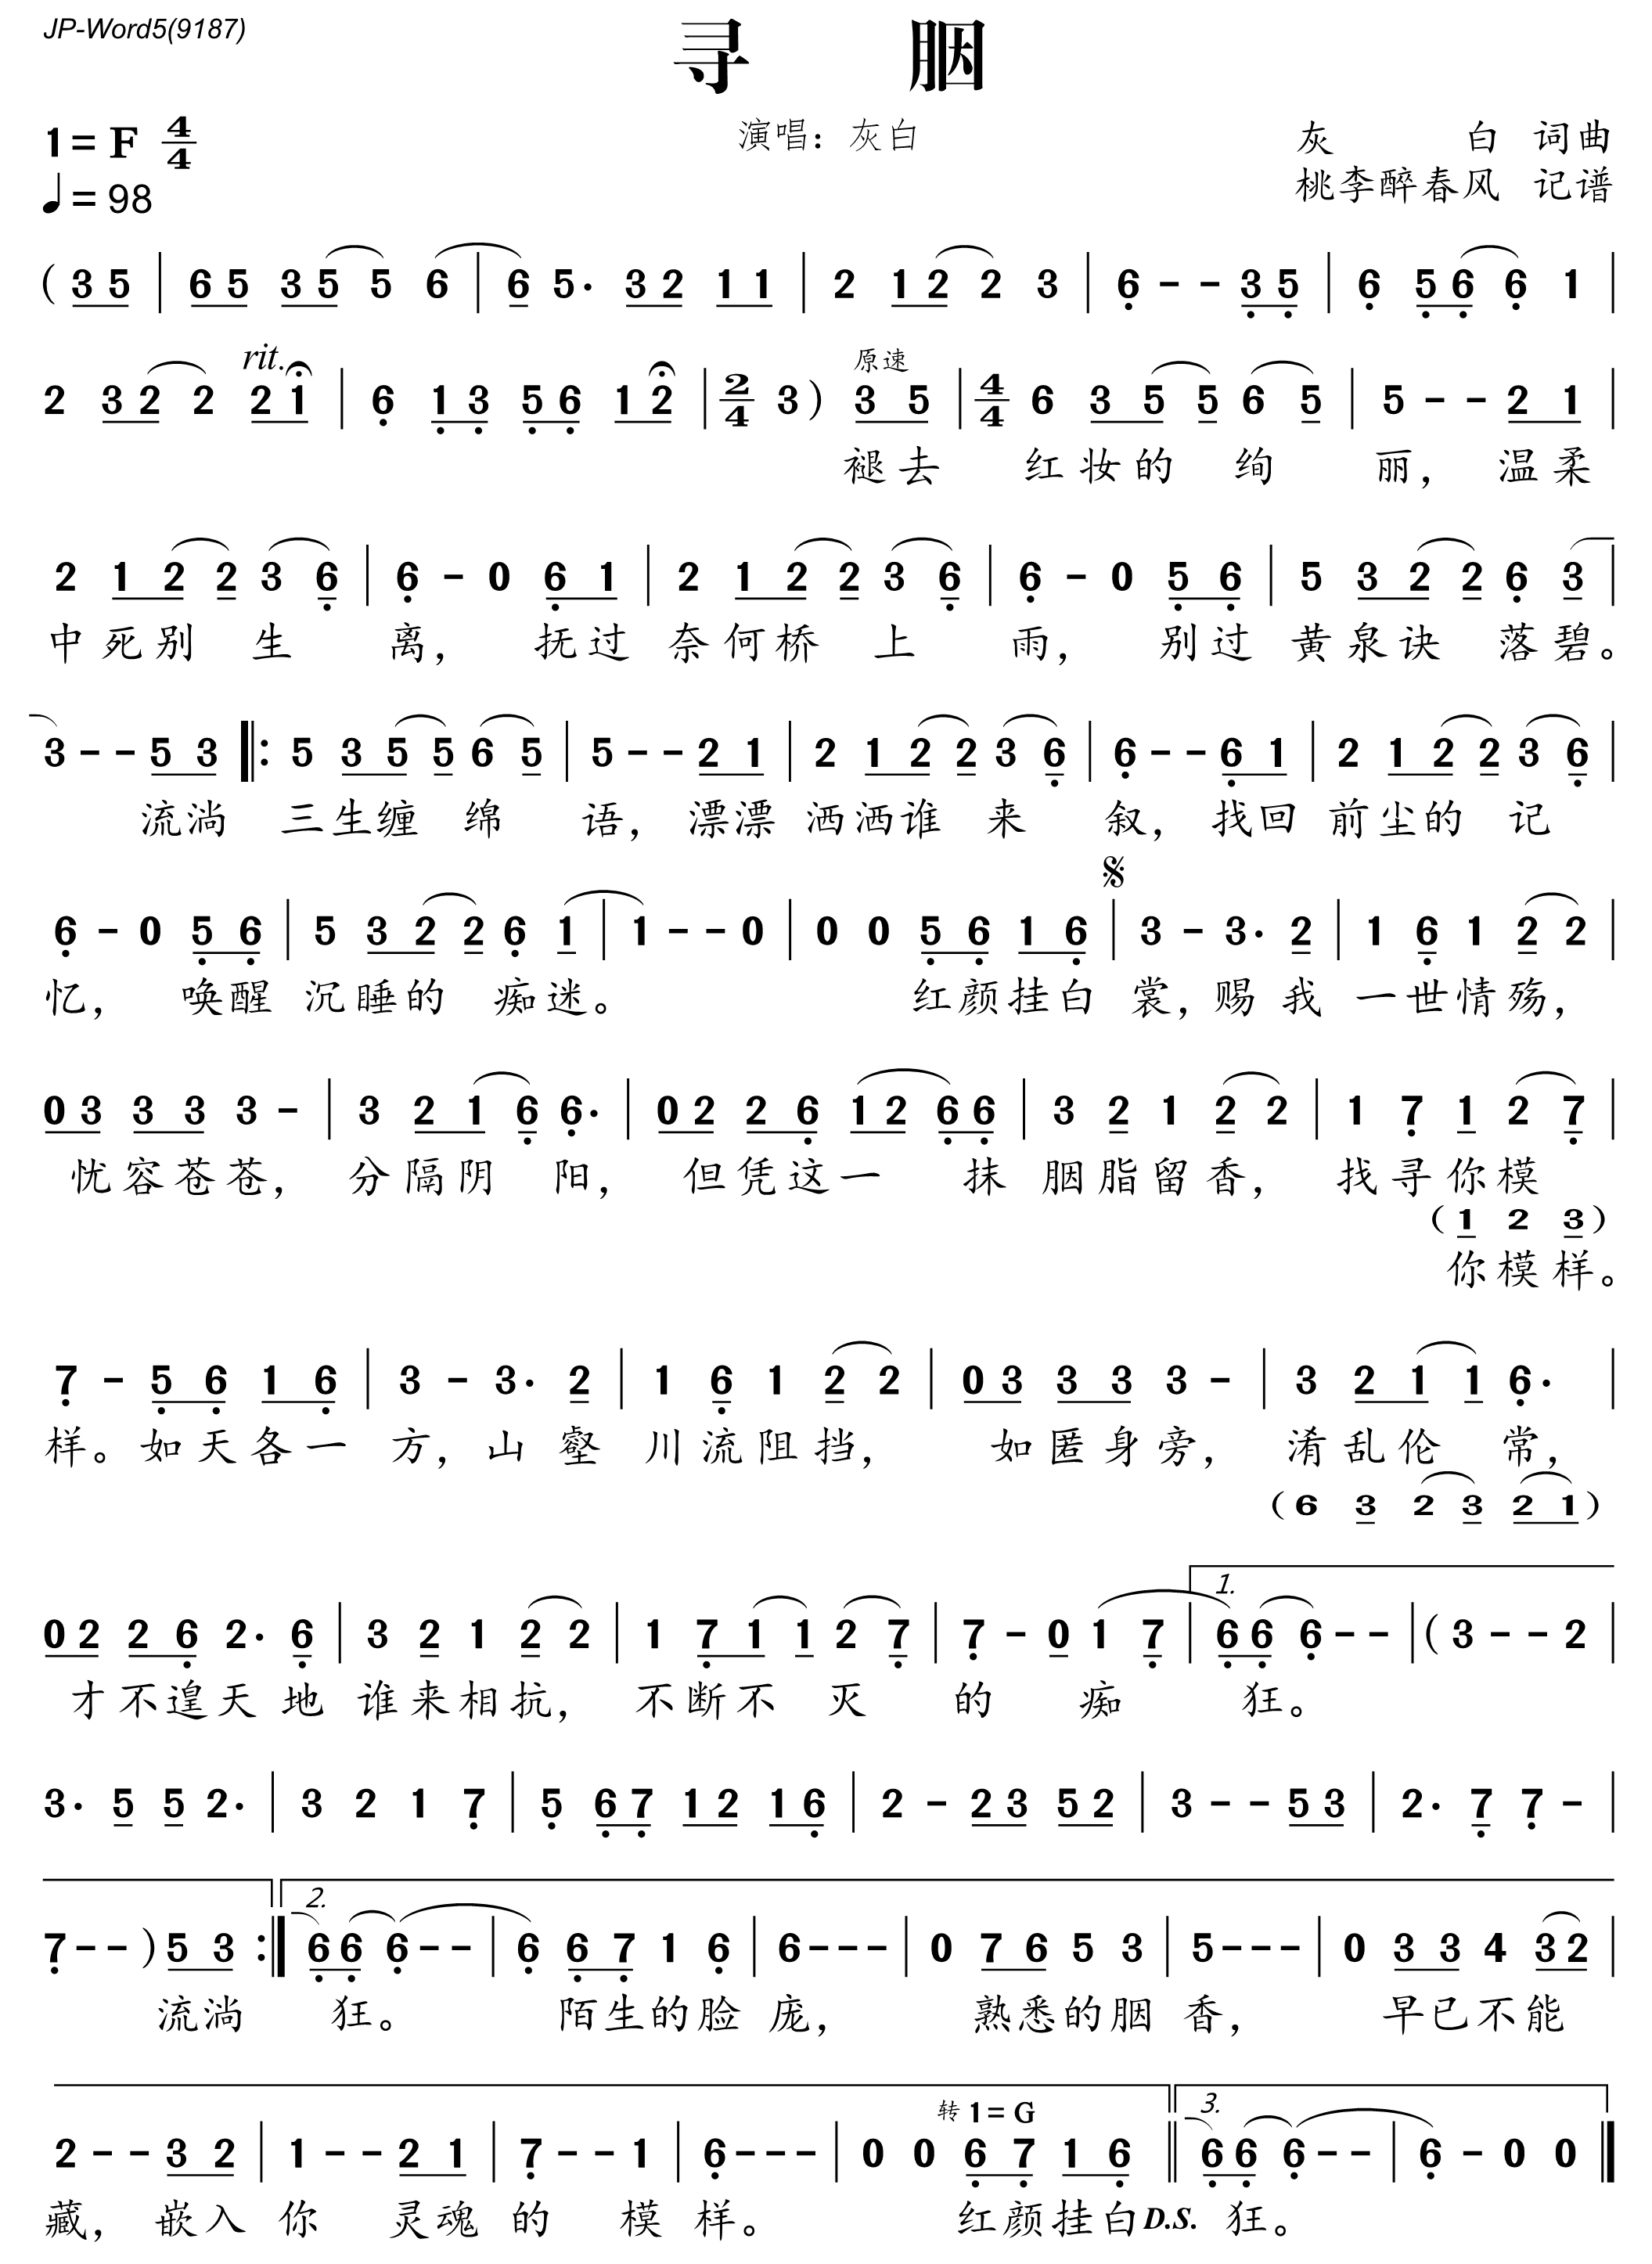 JP-Word5(9187)
寻 胭
1= F 4/4
演唱：灰白
灰 白 词曲
♩= 98
桃李醉春风 记谱
( 3 5 | 6 5 3 5 5 6 | 6 5· 3 2 1 1 | 2 1 2 2 3 | 6 - - 3 5 | 6 5 6 6 1 |
rit.
原速
2 3 2 2 2 1 | 6 1 3 5 6 1 2 | 2/4 3 ) 3 5 | 4/4 6 3 5 5 6 5 | 5 - - 2 1 |
褪去 红妆的 绚 丽， 温柔
2 1 2 2 3 6 | 6 - 0 6 1 | 2 1 2 2 3 6 | 6 - 0 5 6 | 5 3 2 2 6 3 |
中死别 生 离， 抚过 奈何桥 上 雨， 别过 黄泉诀 落碧。
3 - - 5 3 |: 5 3 5 5 6 5 | 5 - - 2 1 | 2 1 2 2 3 6 | 6 - - 6 1 | 2 1 2 2 3 6 |
流淌 三生缠 绵 语， 漂漂 洒洒谁 来 叙， 找回 前尘的 记
6 - 0 5 6 | 5 3 2 2 6 1 | 1 - - 0 | 0 0 5 6 1 6 | 3 - 3· 2 | 1 6 1 2 2 |
忆， 唤醒 沉睡的 痴迷。 红颜挂白 裳，赐 我 一世情殇，
0 3 3 3 3 - | 3 2 1 6 6· | 0 2 2 6 1 2 6 6 | 3 2 1 2 2 | 1 7 1 2 7 |
忧容苍苍， 分隔阴 阳， 但凭这一 抹 胭脂留香， 找寻你模
( 1 2 3 )
你模样。
7 - 5 6 1 6 | 3 - 3· 2 | 1 6 1 2 2 | 0 3 3 3 3 - | 3 2 1 1 6· |
样。如天各一 方，山 壑 川流阻挡， 如匿身旁， 淆乱伦 常，
( 6 3 2 3 2 1 )
1.
0 2 2 6 2· 6 | 3 2 1 2 2 | 1 7 1 1 2 7 | 7 - 0 1 7 | 6 6 6 - - | ( 3 - - 2 |
才不遑天 地 谁来相抗， 不断不 灭 的 痴 狂。
3· 5 5 2· | 3 2 1 7 | 5 6 7 1 2 1 6 | 2 - 2 3 5 2 | 3 - - 5 3 | 2· 7 7 - |
2.
7 - - ) 5 3 :| 6 6 6 - - | 6 6 7 1 6 | 6 - - - | 0 7 6 5 3 | 5 - - - | 0 3 3 4 3 2 |
流淌 狂。 陌生的脸 庞， 熟悉的胭 香， 早已不能
转 1= G
3.
2 - - 3 2 | 1 - - 2 1 | 7 - - 1 | 6 - - - | 0 0 6 7 1 6 || 6 6 6 - - | 6 - 0 0 |
藏， 嵌入 你 灵魂 的 模 样。 红颜挂白 D.S. 狂。